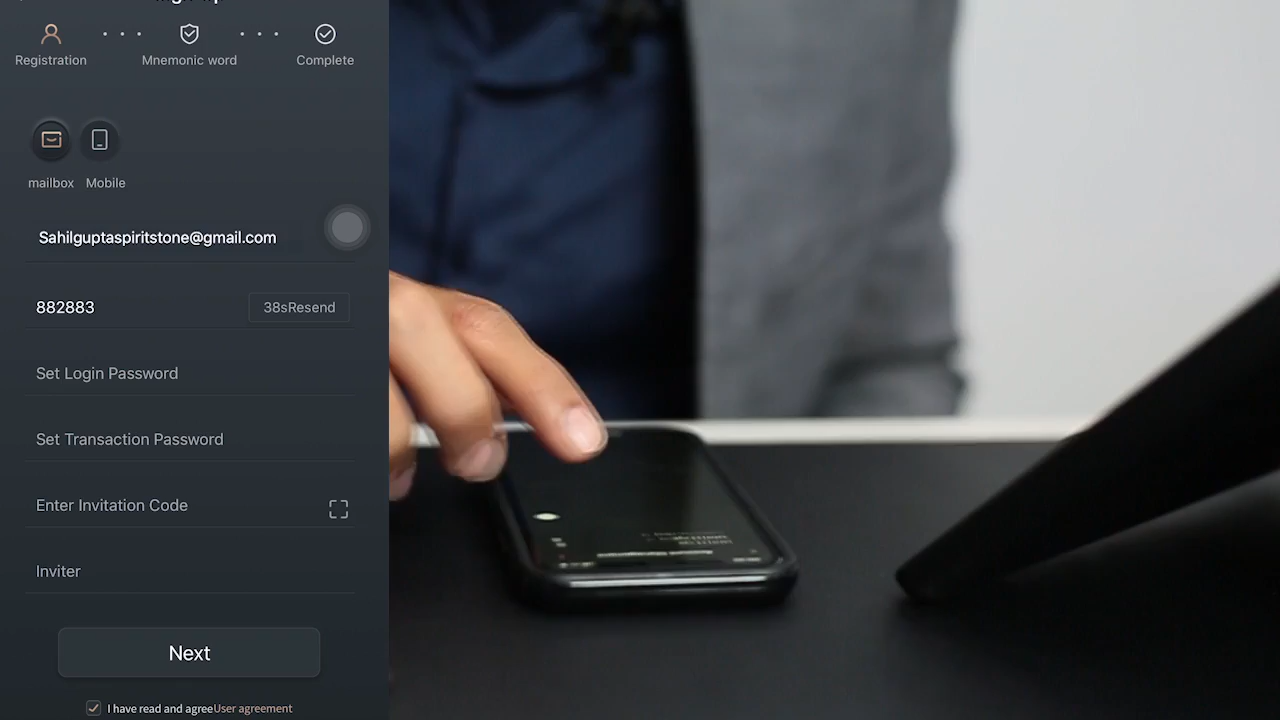 Registration
Mnemonic word
Complete
mailbox
Mobile
Sahilguptaspiritstone@gmail.com
882883
38sResend
Set Login Password
Set Transaction Password
Enter Invitation Code
Inviter
Next
I have read and agreeUser agreement